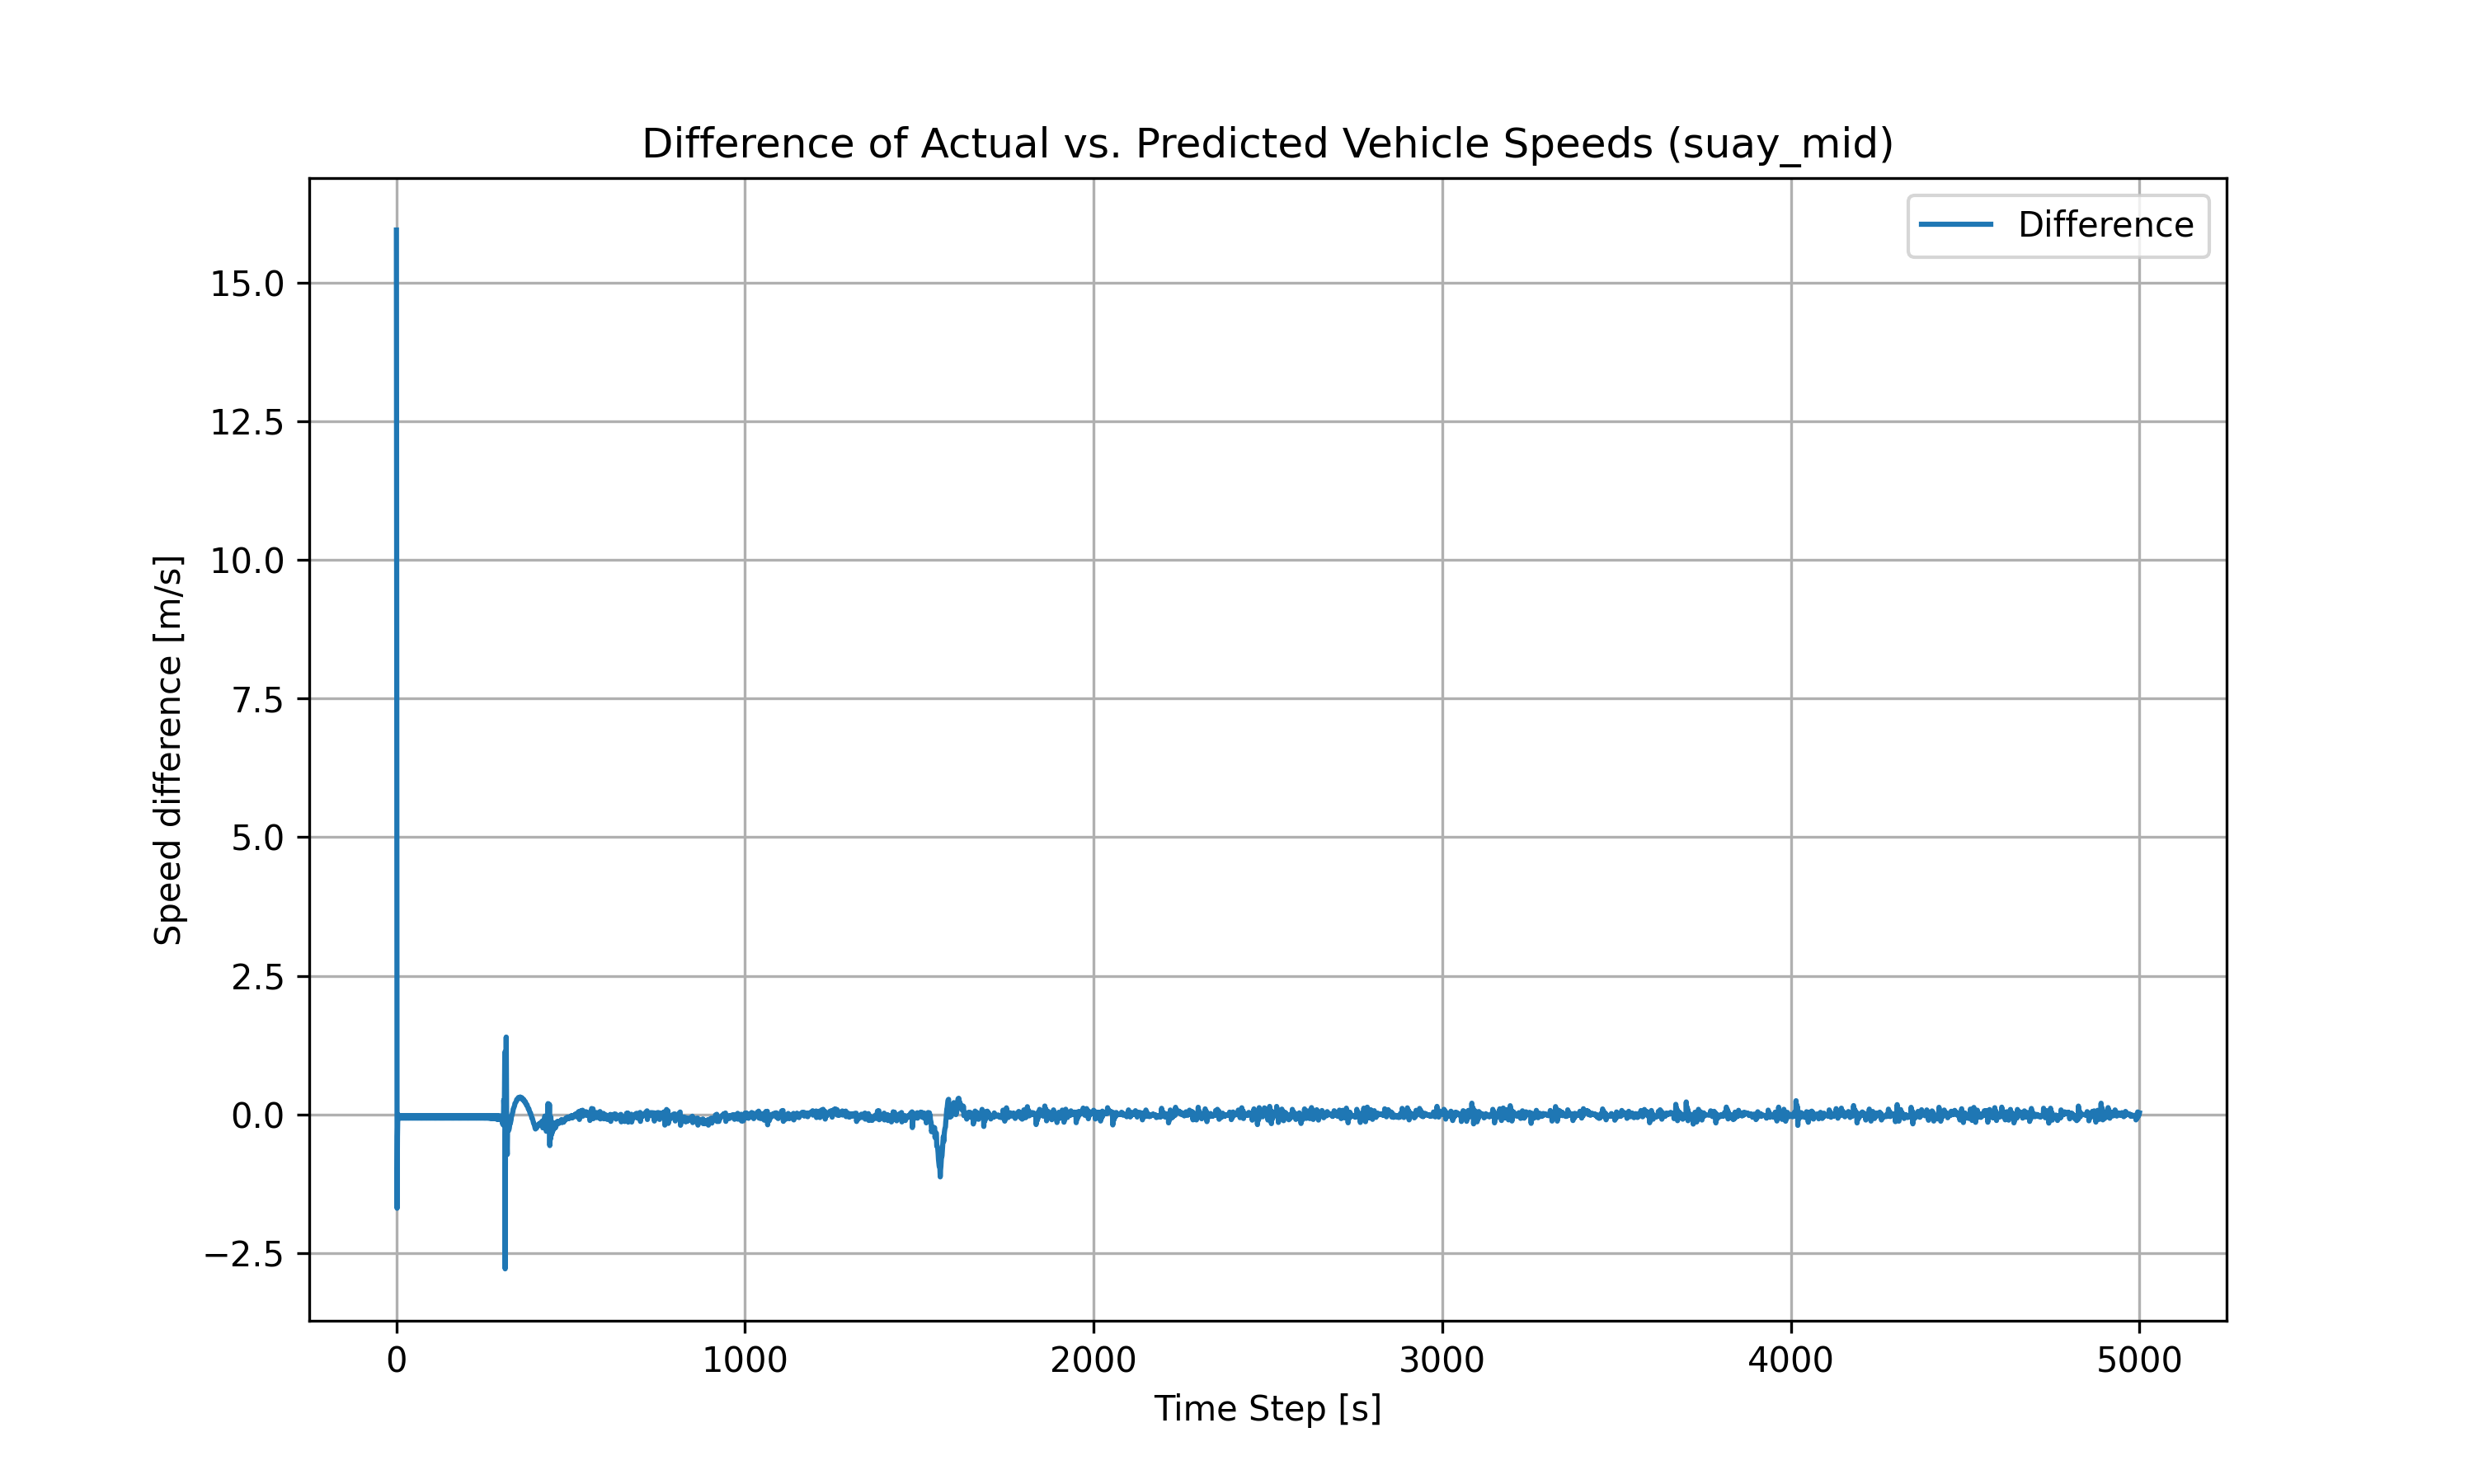 Difference of Actual vs. Predicted Vehicle Speeds (suay_mid)
Difference
15.0
12.5
10.0
7.5
5.0
2.5
0.0
−2.5
Speed difference [m/s]
0 1000 2000 3000 4000 5000
Time Step [s]